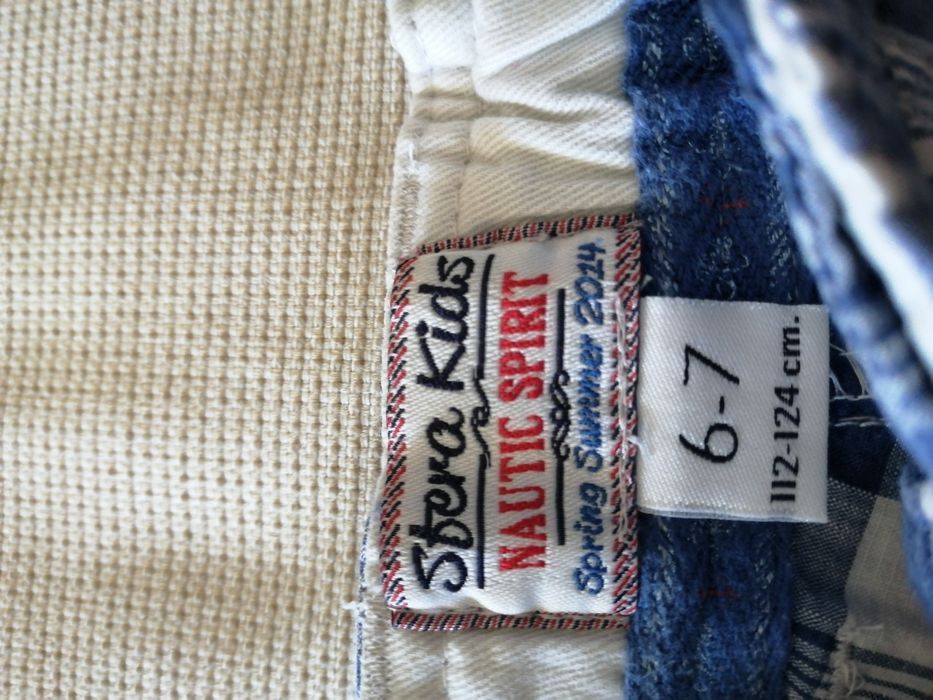 Sfera Kids
NAUTIC SPIRIT
Spring Summer 2014
6-7
112-124 cm.